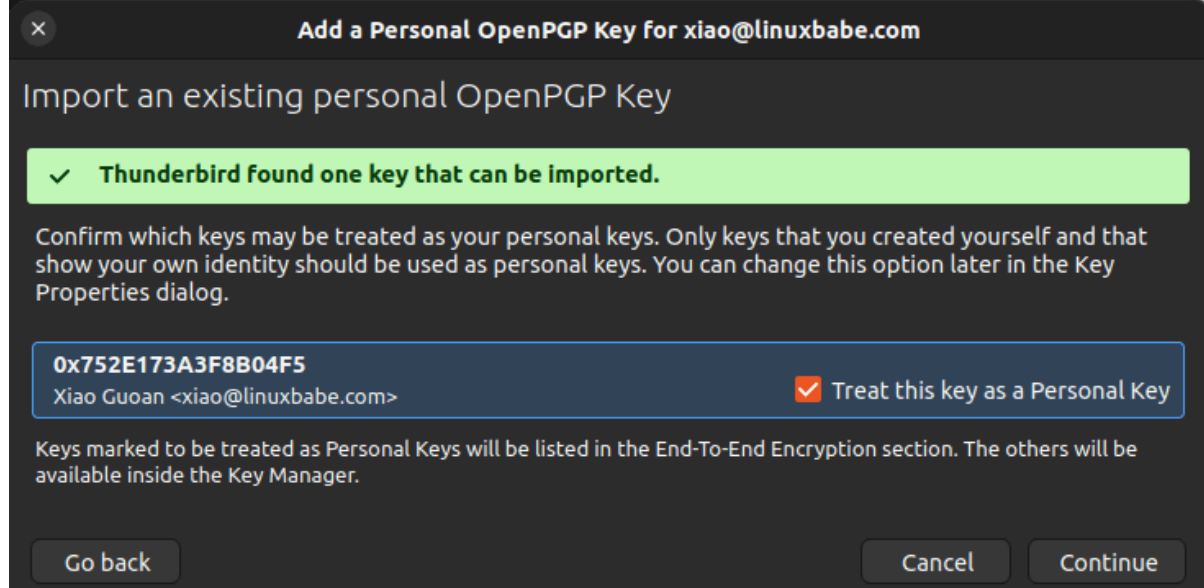 Add a Personal OpenPGP Key for xiao@linuxbabe.com
Import an existing personal OpenPGP Key
Thunderbird found one key that can be imported.
Confirm which keys may be treated as your personal keys. Only keys that you created yourself and that
show your own identity should be used as personal keys. You can change this option later in the Key
Properties dialog.
0x752E173A3F8B04F5
Xiao Guoan <xiao@linuxbabe.com>
Treat this key as a Personal Key
Keys marked to be treated as Personal Keys will be listed in the End-To-End Encryption section. The others will be
available inside the Key Manager.
Go back
Cancel
Continue